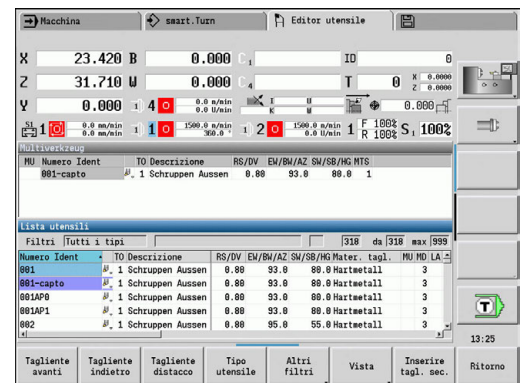 Macchina smart.Turn Editor utensile
X 23.420 B 0.000 C 1 ID 0
Z 31.710 U 0.000 C 4 T 0 X 0.0000 Z 0.0000
Y 0.000 1) 4 0.0 m/min 0.0 U/min I U K W 0.000
S1 1 0.0 mm/min 0.0 mm/min 1) 1 1500.0 m/min 360.0 ° 1) 2 1500.0 m/min 0.0 U/min 1 F 100% R 100% S 1 100%
Multiverkzeug
MU Numero Ident TO Descrizione RS/DV EW/BW/AZ SW/SB/HG MTS
001-capto 1 Schruppen Aussen 0.80 93.0 80.0 1
Lista utensili
Filtri Tutti i tipi 318 da 318 max 999
Numero Ident TO Descrizione RS/DV EW/BW/AZ SW/SB/HG Mater. tagl. MU MD LA
001 1 Schruppen Aussen 0.80 93.0 80.0 Hartmetall 3
001-capto 1 Schruppen Aussen 0.80 93.0 80.0 Hartmetall 3
001AP0 1 Schruppen Aussen 0.80 93.0 80.0 Hartmetall 3
001AP1 1 Schruppen Aussen 0.80 93.0 80.0 Hartmetall 3
002 1 Schruppen Aussen 0.80 95.0 55.0 Hartmetall 3
T
13:25
Tagliente avanti
Tagliente indietro
Tagliente distacco
Tipo utensile
Altri filtri
Vista
Inserire tagl. sec.
Ritorno